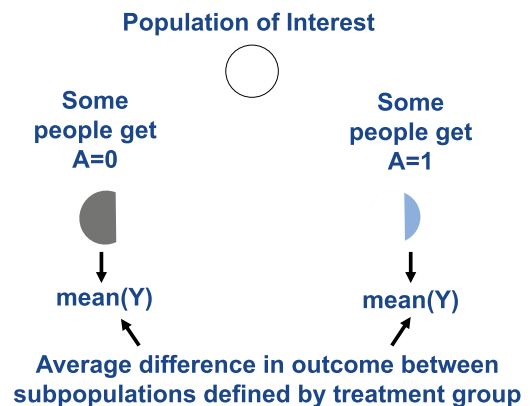 Population of Interest
Some
people get
A=0
Some
people get
A=1
mean(Y)
mean(Y)
Average difference in outcome between
subpopulations defined by treatment group